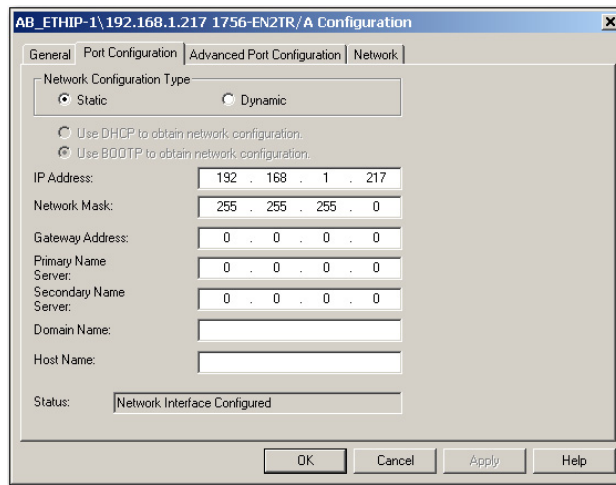 AB_ETHIP-1\192.168.1.217 1756-EN2TR/A Configuration
General Port Configuration Advanced Port Configuration Network
Network Configuration Type
Static Dynamic
Use DHCP to obtain network configuration.
Use BOOTP to obtain network configuration.
IP Address: 192 . 168 . 1 . 217
Network Mask: 255 . 255 . 255 . 0
Gateway Address: 0 . 0 . 0 . 0
Primary Name
Server: 0 . 0 . 0 . 0
Secondary Name
Server: 0 . 0 . 0 . 0
Domain Name:
Host Name:
Status: Network Interface Configured
OK Cancel Apply Help